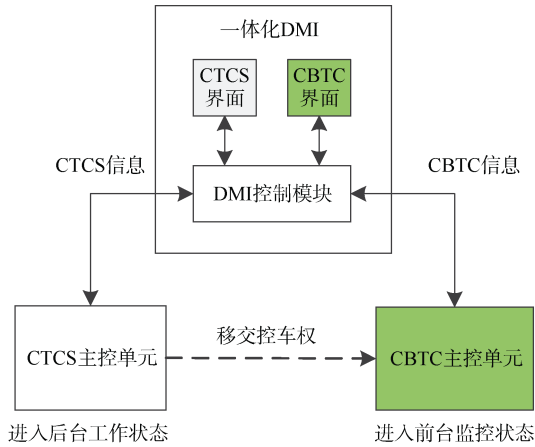 一体化DMI
CTCS
界面
CBTC
界面
CTCS信息
CBTC信息
DMI控制模块
移交控车权
CTCS主控单元
CBTC主控单元
进入后台工作状态
进入前台监控状态